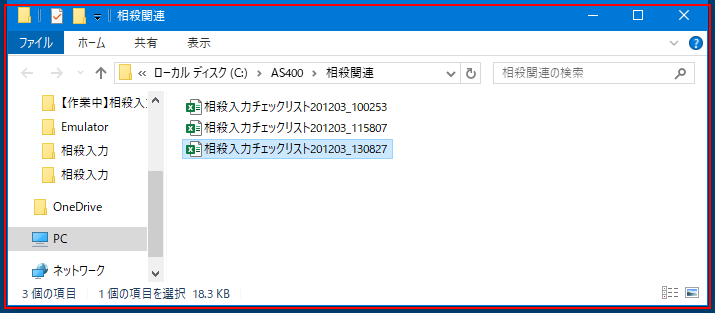 相殺関連
ファイル ホーム 共有 表示
« ローカル ディスク (C:) > AS400 > 相殺関連
相殺関連の検索
【作業中】相殺入
Emulator
相殺入力
相殺入力
OneDrive
PC
ネットワーク
相殺入力チェックリスト201203_100253
相殺入力チェックリスト201203_115807
相殺入力チェックリスト201203_130827
3 個の項目 1 個の項目を選択 18.3 KB